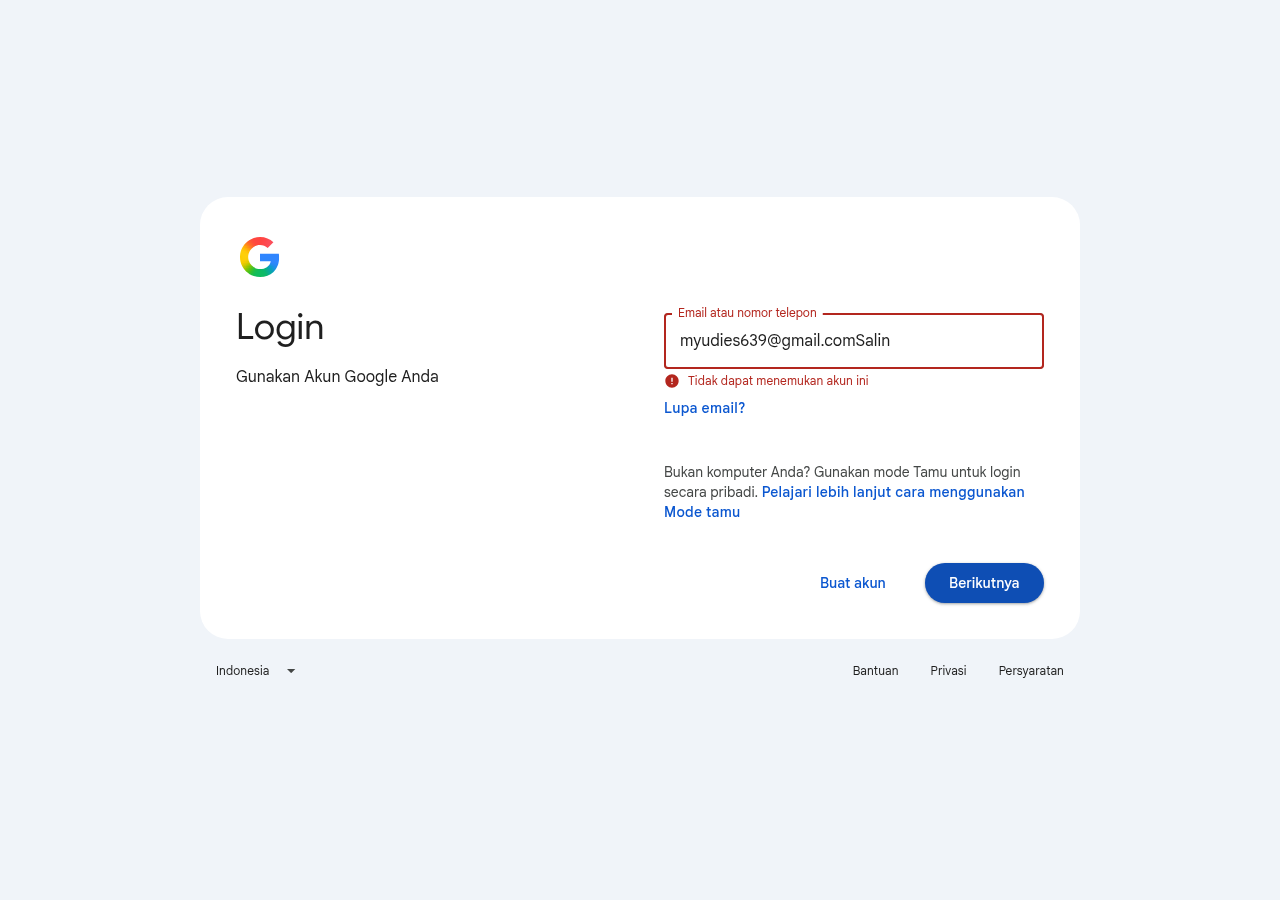 Login
Gunakan Akun Google Anda
Email atau nomor telepon
myudies639@gmail.comSalin
Tidak dapat menemukan akun ini
Lupa email?
Bukan komputer Anda? Gunakan mode Tamu untuk login
secara pribadi. Pelajari lebih lanjut cara menggunakan
Mode tamu
Buat akun
Berikutnya
Indonesia
Bantuan
Privasi
Persyaratan